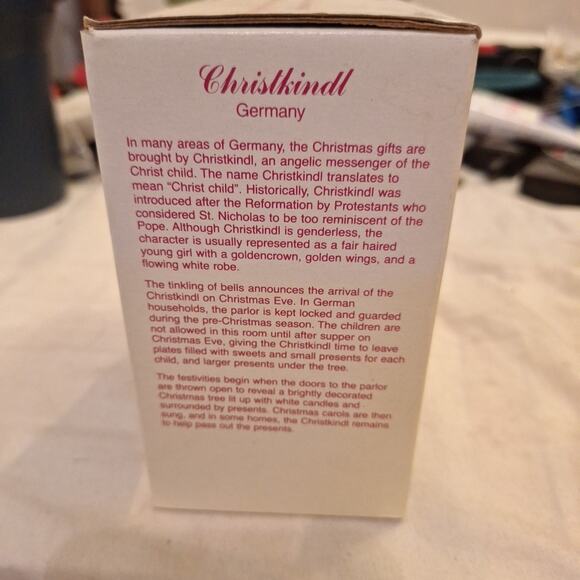 Christkindl
Germany
In many areas of Germany, the Christmas gifts are
brought by Christkindl, an angelic messenger of the
Christ child. The name Christkindl translates to
mean “Christ child”. Historically, Christkindl was
introduced after the Reformation by Protestants who
considered St. Nicholas to be too reminiscent of the
Pope. Although Christkindl is genderless, the
character is usually represented as a fair haired
young girl with a goldencrown, golden wings, and a
flowing white robe.
The tinkling of bells announces the arrival of the
Christkindl on Christmas Eve. In German
households, the parlor is kept locked and guarded
during the pre-Christmas season. The children are
not allowed in this room until after supper on
Christmas Eve, giving the Christkindl time to leave
plates filled with sweets and small presents for each
child, and larger presents under the tree.
The festivities begin when the doors to the parlor
are thrown open to reveal a brightly decorated
Christmas tree lit up with white candles and
surrounded by presents. Christmas carols are then
sung, and in some homes, the Christkindl remains
to help pass out the presents.